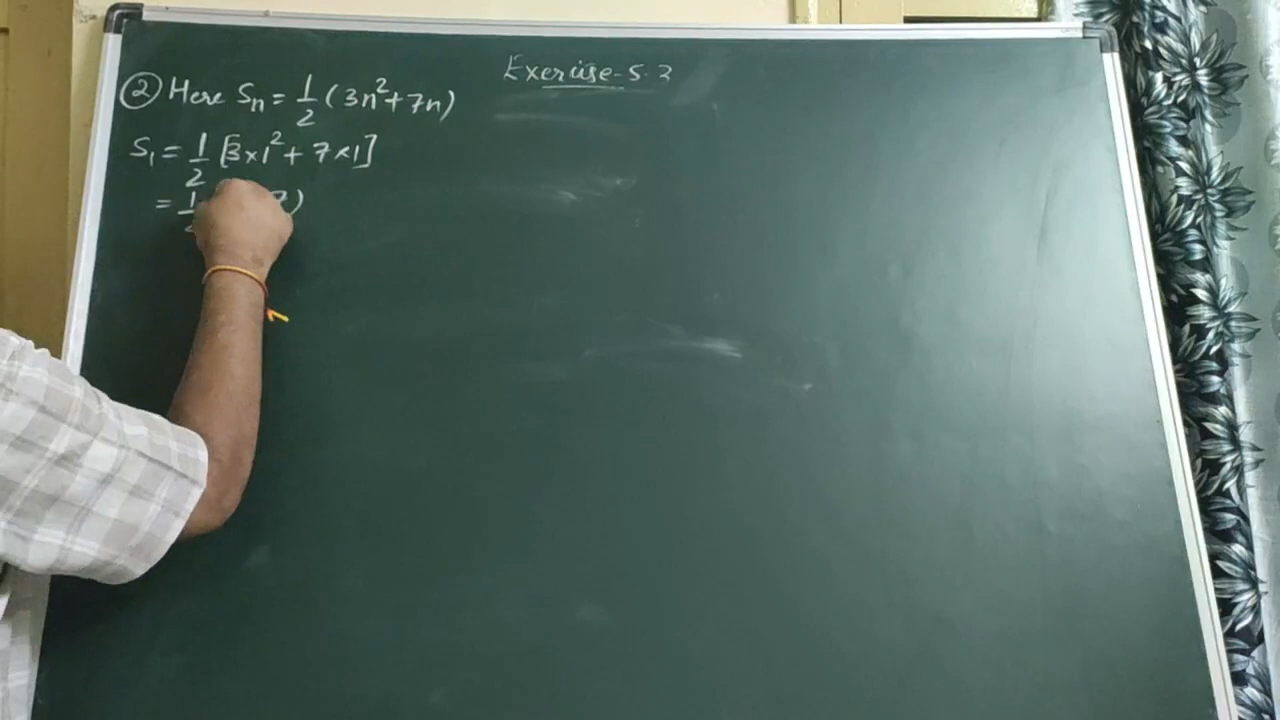 Exercise-5.3
② Here Sn = 1/2 (3n² + 7n)
S₁ = 1/2 [3×1² + 7×1]
= 1/2 7)